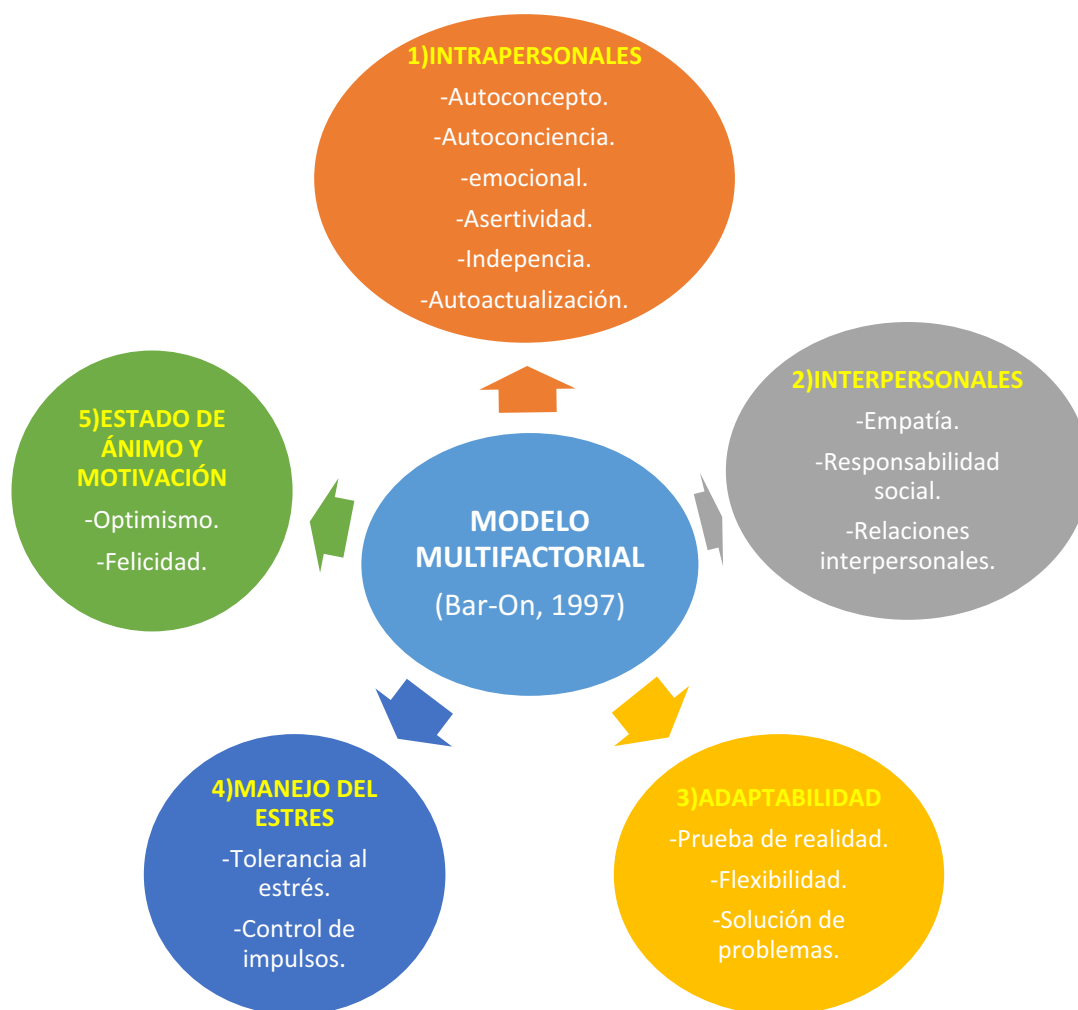 1)INTRAPERSONALES
-Autoconcepto.
-Autoconciencia.
-emocional.
-Asertividad.
-Indepencia.
-Autoactualización.
2)INTERPERSONALES
-Empatía.
-Responsabilidad
social.
-Relaciones
interpersonales.
3)ADAPTABILIDAD
-Prueba de realidad.
-Flexibilidad.
-Solución de
problemas.
4)MANEJO DEL
ESTRES
-Tolerancia al
estrés.
-Control de
impulsos.
5)ESTADO DE
ÁNIMO Y
MOTIVACIÓN
-Optimismo.
-Felicidad.
MODELO
MULTIFACTORIAL
(Bar-On, 1997)